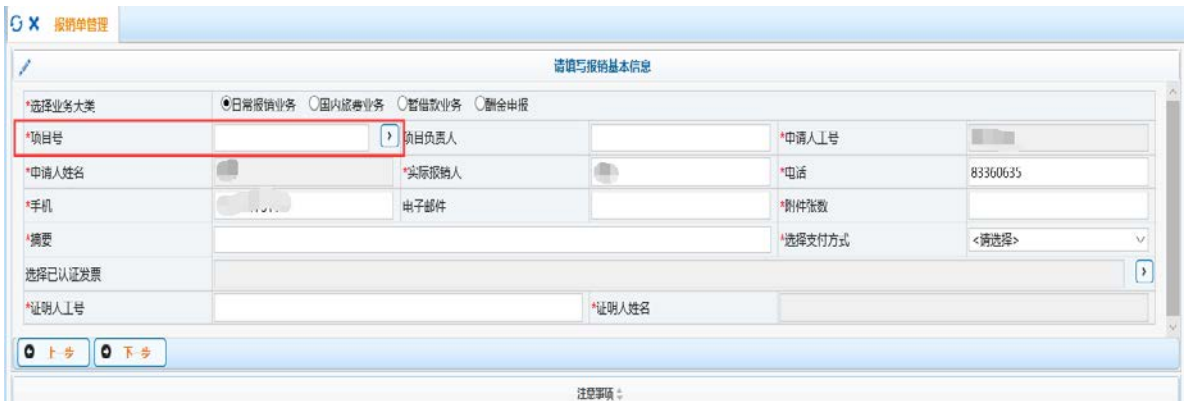 报销单管理
请填写报销基本信息
*选择业务大类 日常报销业务 国内旅费业务 暂借款业务 酬金申报
*项目号 项目负责人 *申请人工号
*申请人姓名 *实际报销人 *电话 83360635
*手机 电子邮件 *附件张数
*摘要 *选择支付方式 <请选择>
选择已认证发票
*证明人工号 *证明人姓名
上一步 下一步
注意事项